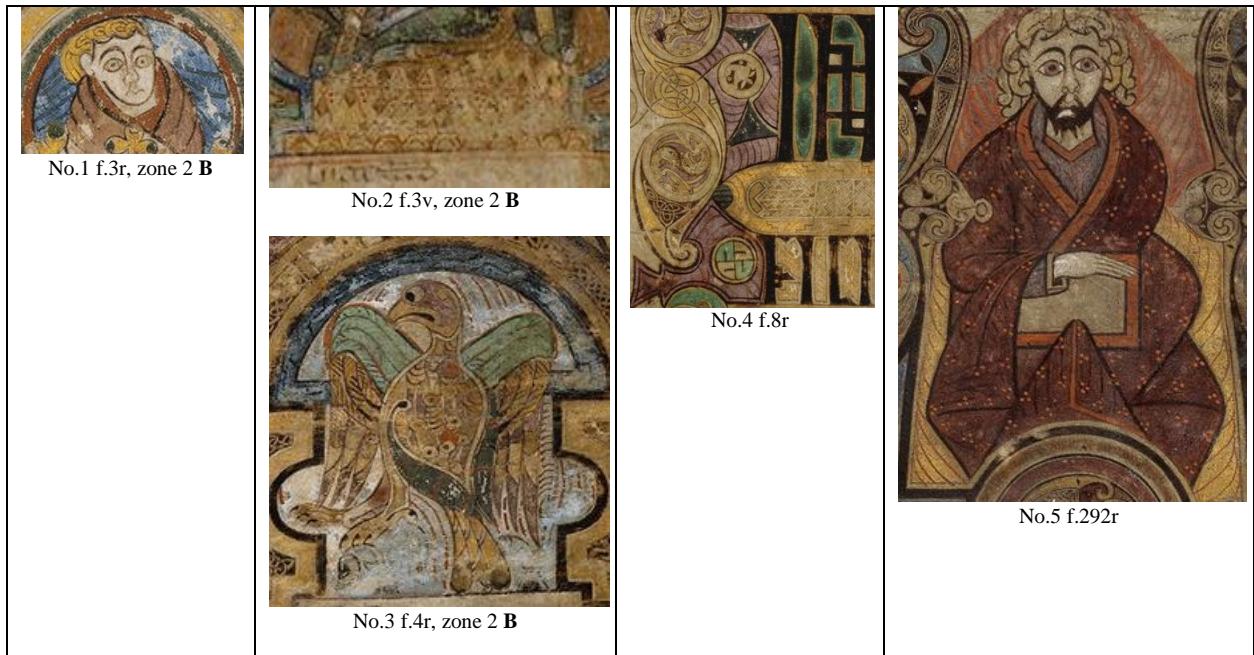 No.1 f.3r, zone 2 B
No.2 f.3v, zone 2 B
No.3 f.4r, zone 2 B
No.4 f.8r
No.5 f.292r